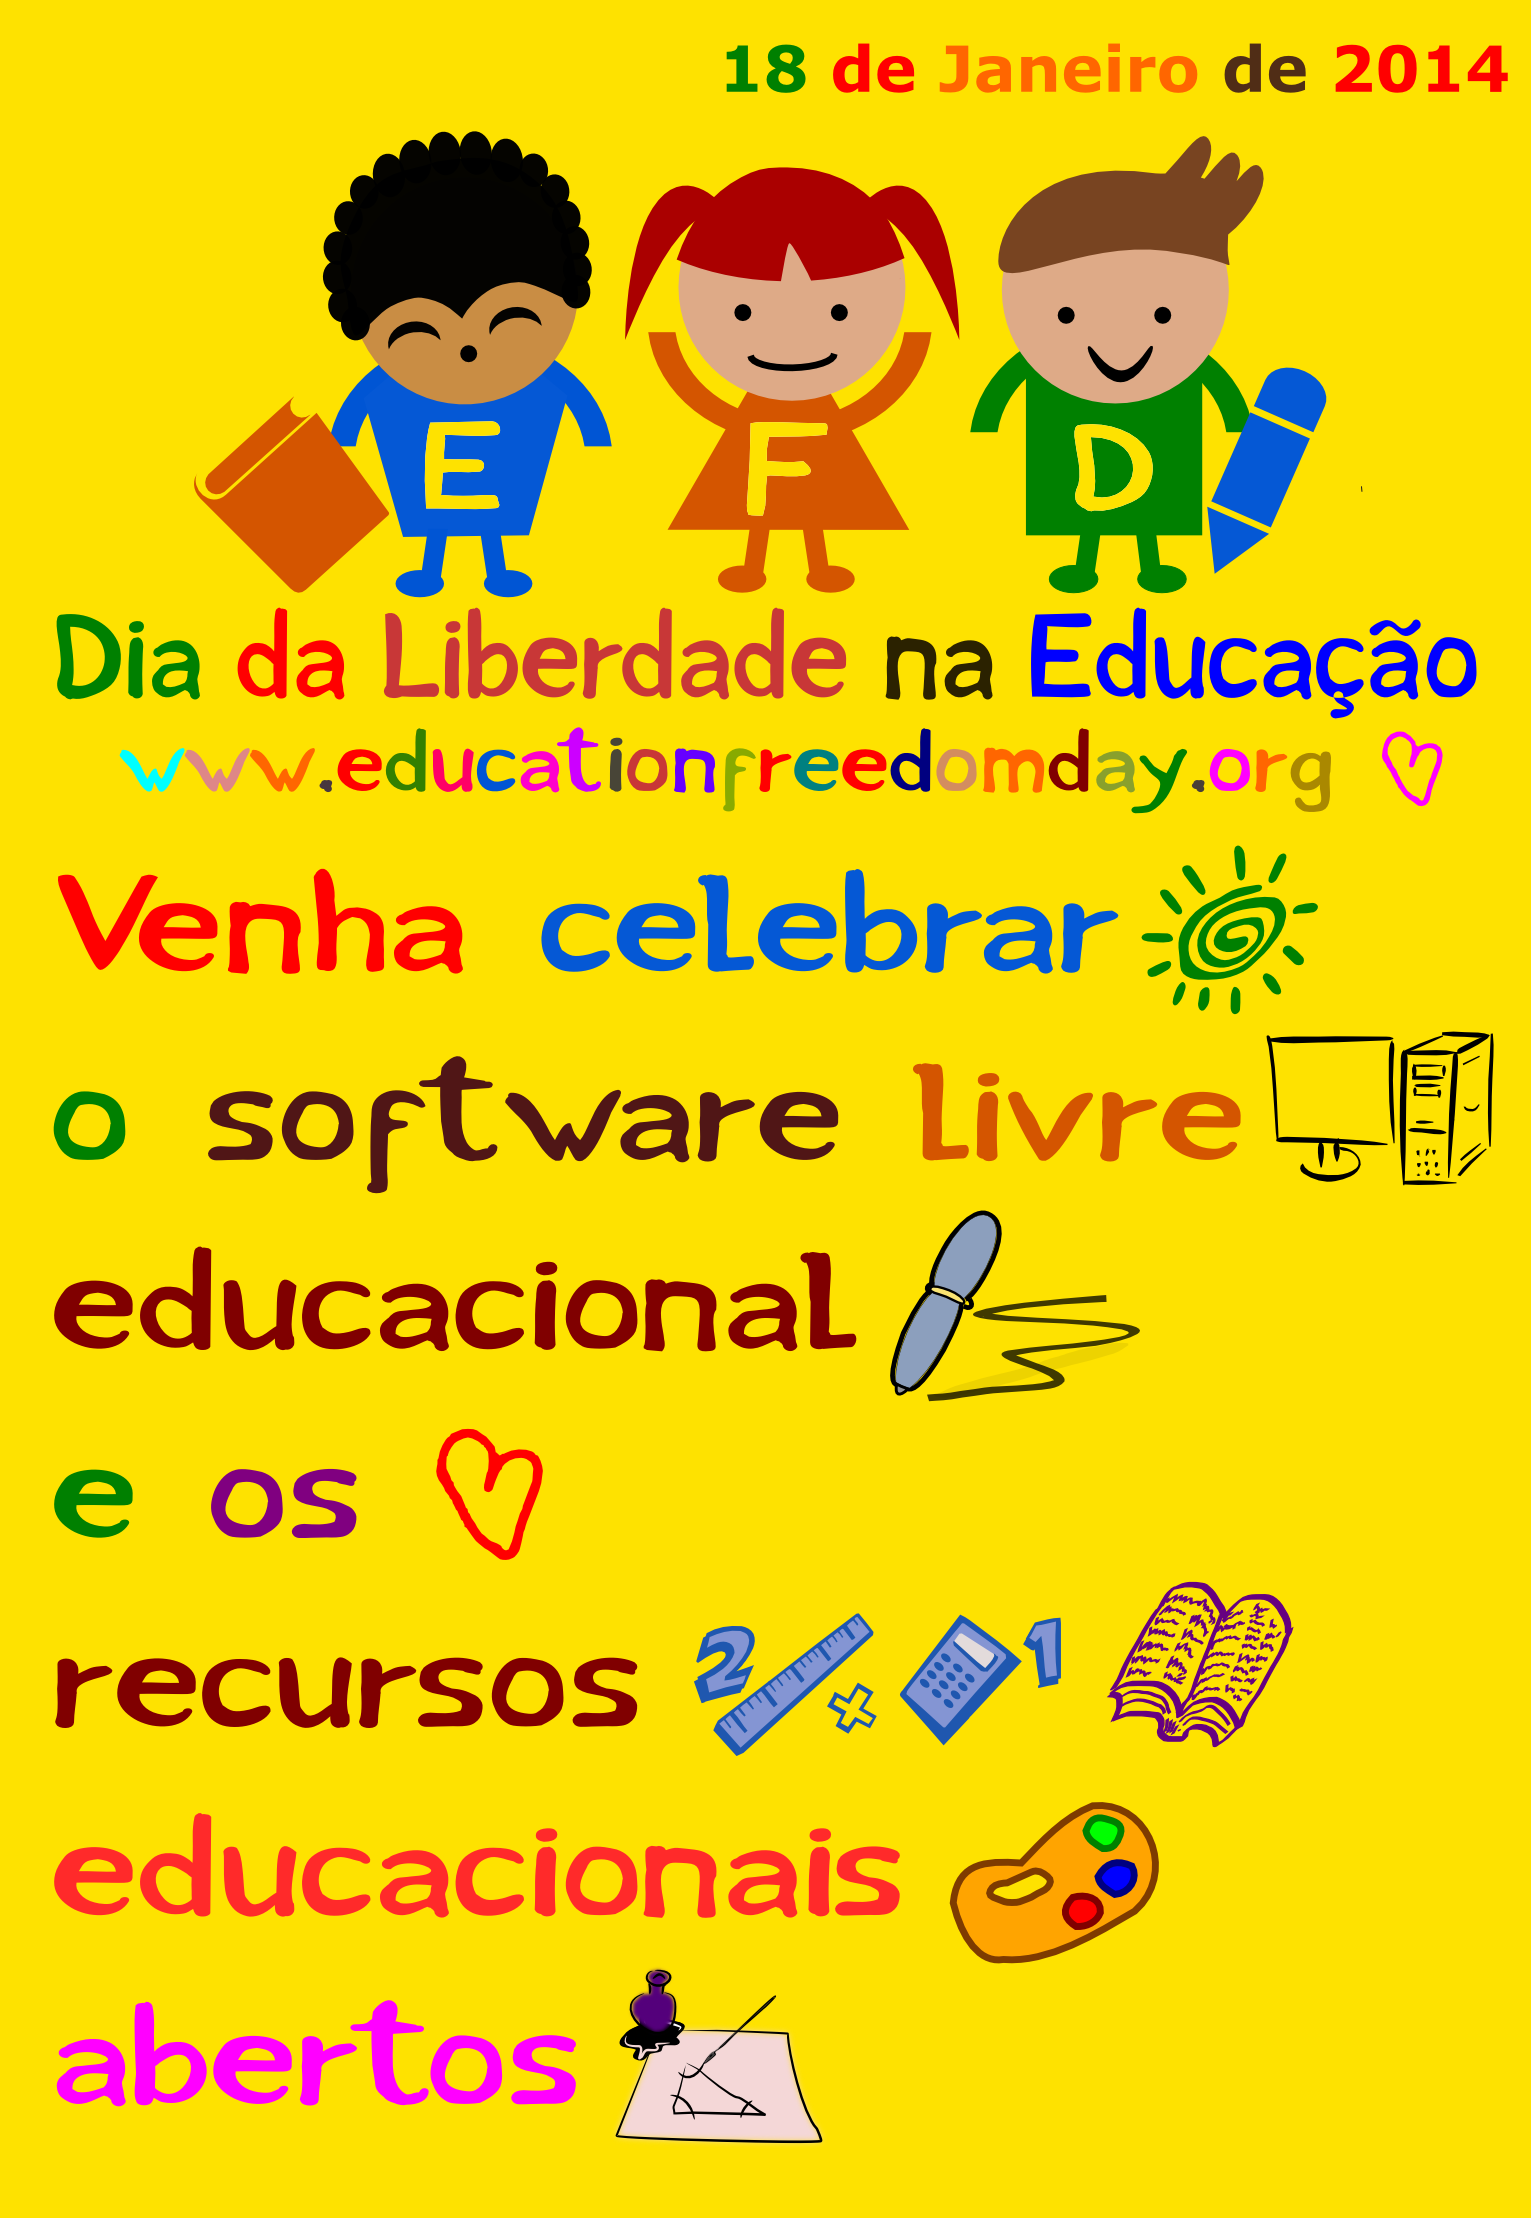 18 de Janeiro de 2014
E F D
Dia da Liberdade na Educação
www.educationfreedomday.org
Venha celebrar
o software livre
educacional
e os
recursos 2 + 1
educacionais
abertos